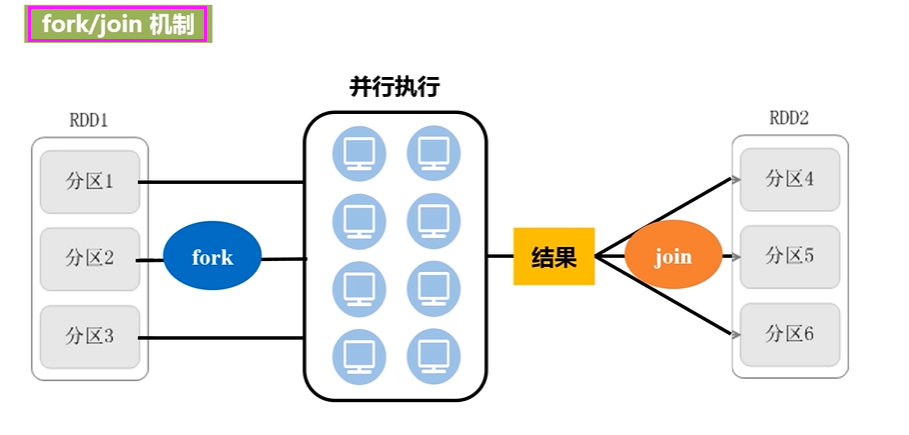 fork/join 机制
并行执行
RDD1
RDD2
分区1
分区2
分区3
fork
结果
join
分区4
分区5
分区6